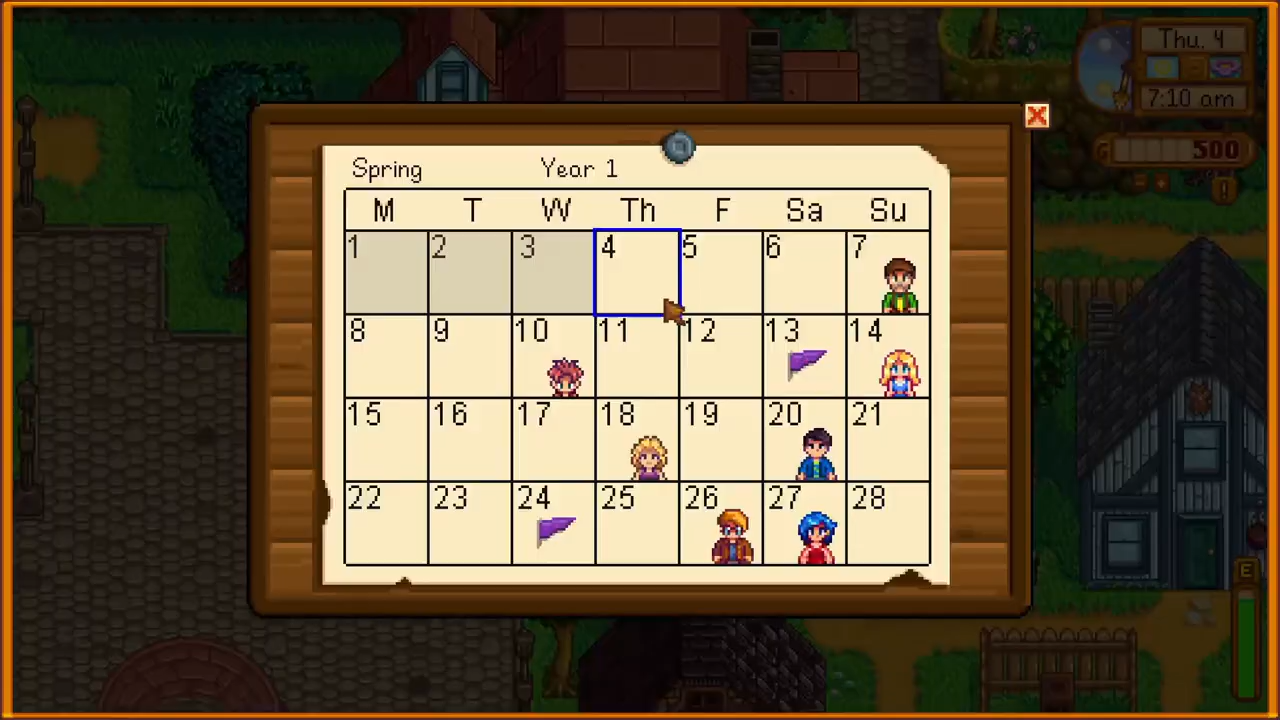 Thu. 4
7:10 am
G 500
Spring Year 1
M T W Th F Sa Su
1 2 3 4 5 6 7
8 9 10 11 12 13 14
15 16 17 18 19 20 21
22 23 24 25 26 27 28
E